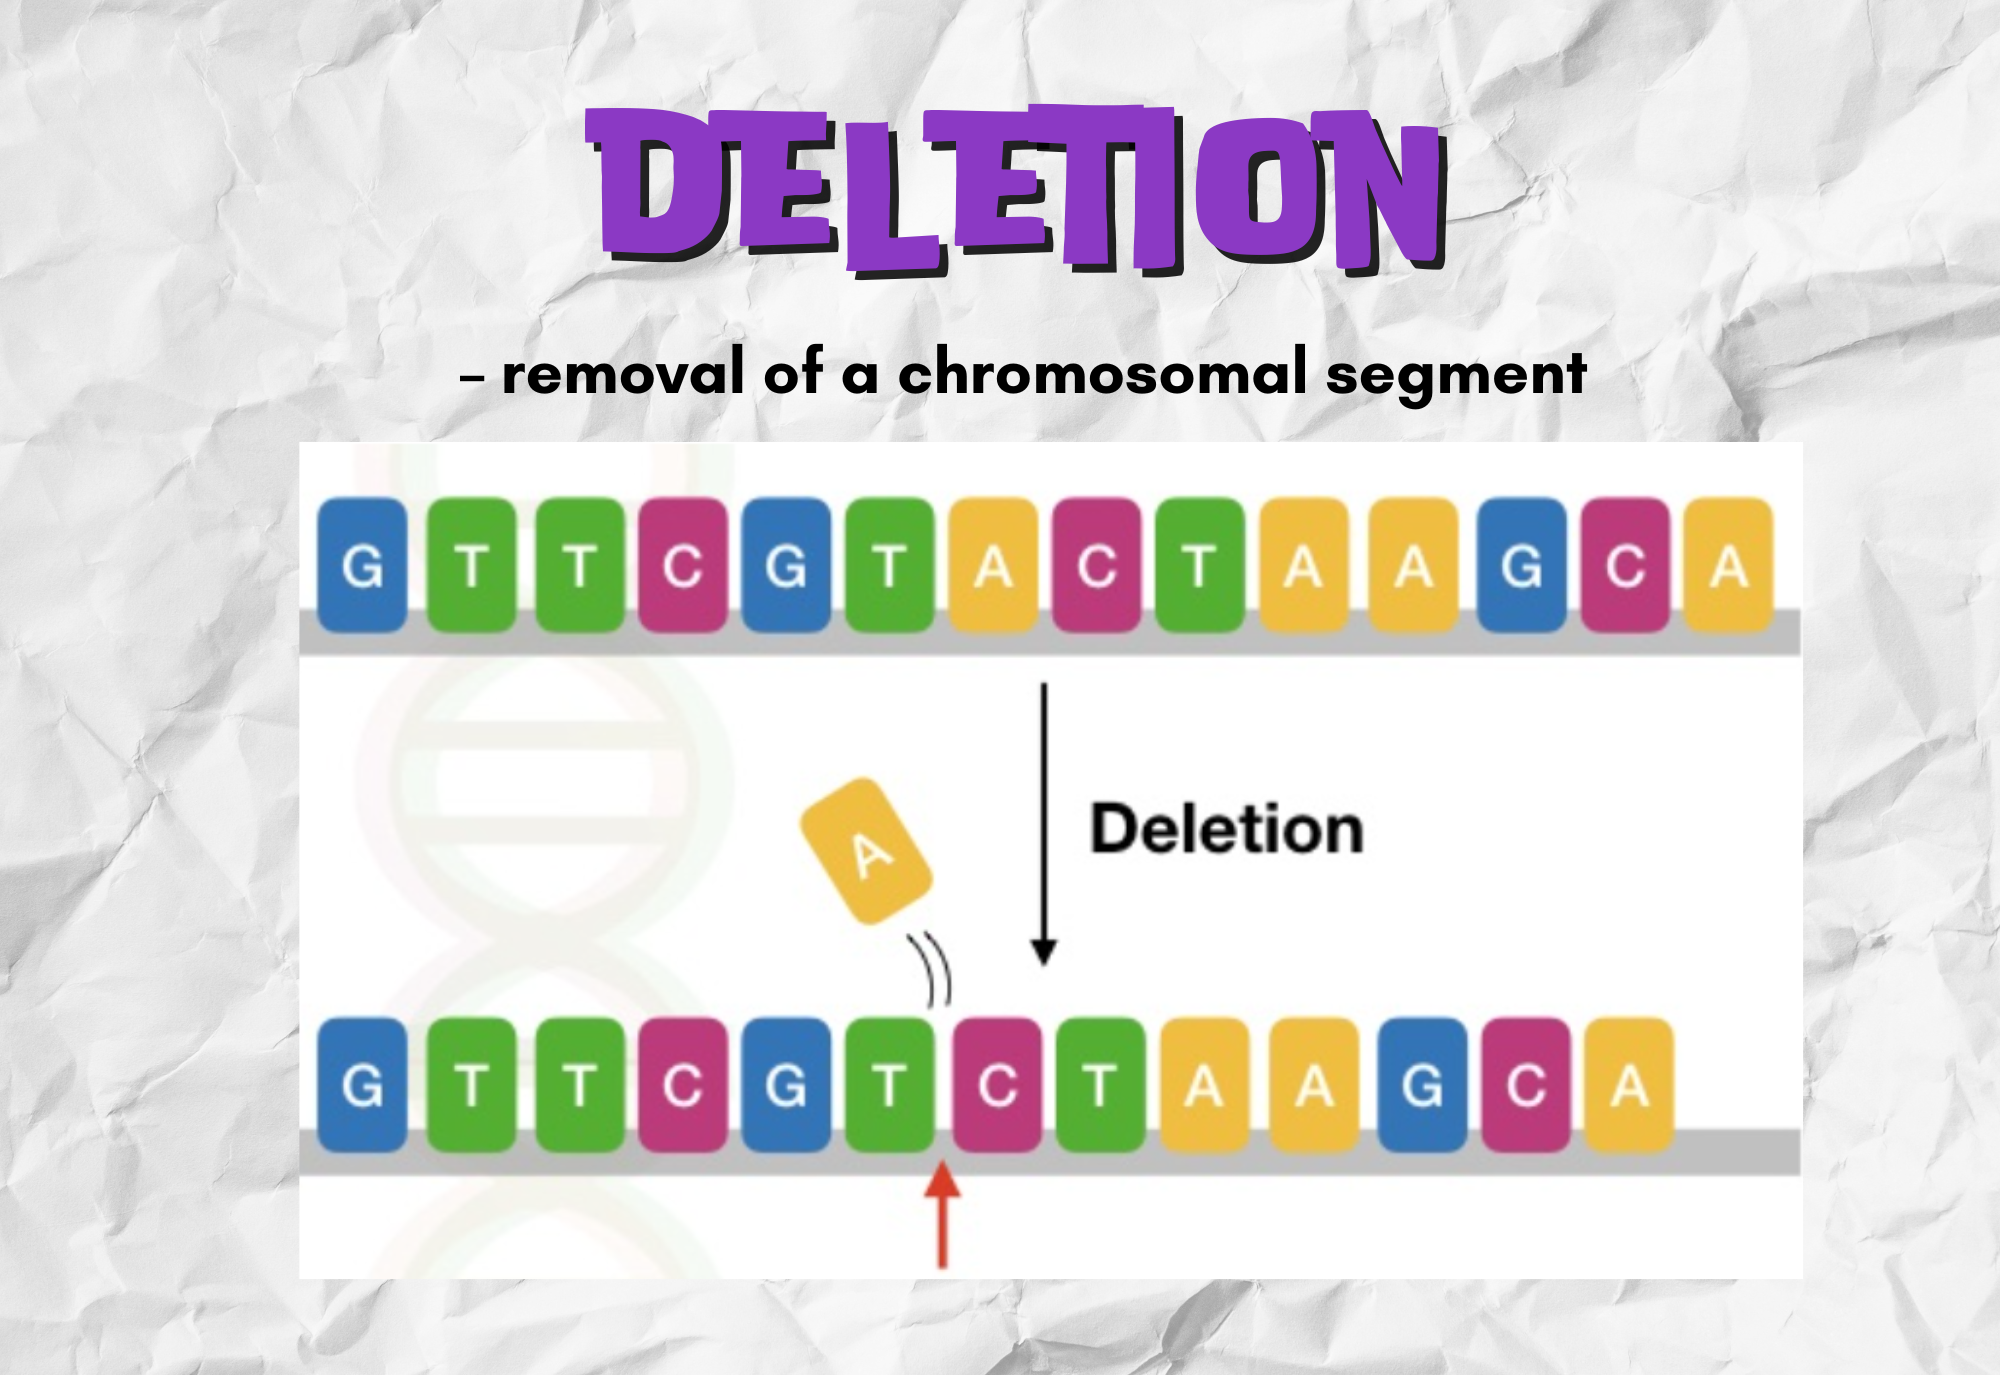 DELETION
– removal of a chromosomal segment
G T T C G T A C T A A G C A
Deletion
A
G T T C G T C T A A G C A